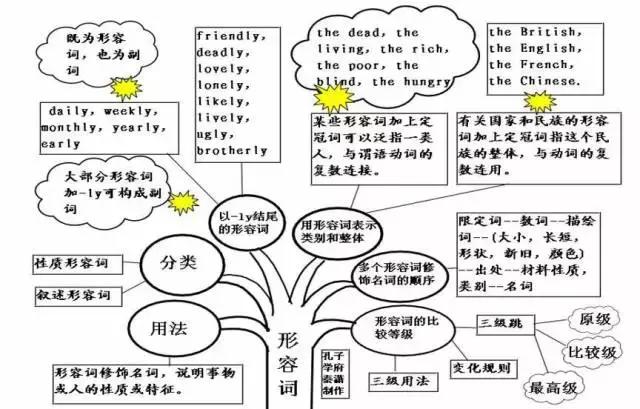 既为形容
词，也为副
词
friendly,
deadly,
lovely,
lonely,
likely,
lively,
ugly,
brotherly
the dead, the
living, the rich,
the poor, the
blind, the hungry
the British,
the English,
the French,
the Chinese.
daily, weekly,
monthly, yearly,
early
某些形容词加上定
冠词可以泛指一类
人，与谓语动词的
复数连接。
有关国家和民族的形容
词加上定冠词指这个民
族的整体，与动词的复
数连用。
大部分形容词
加-ly可构成副
词
以-ly结尾
的形容词
用形容词表示
类别和整体
限定词--数词--描绘
词--(大小，长短，
形状，新旧，颜色)
--出处--材料性质，
类别--名词
性质形容词
叙述形容词
分类
多个形容词修
饰名词的顺序
用法
形容词的比
较等级
三级跳
原级
比较级
最高级
形容词修饰名词，说明事物
或人的性质或特征。
形容词
孔子
学府
秦潇
制作
三级用法
变化规则